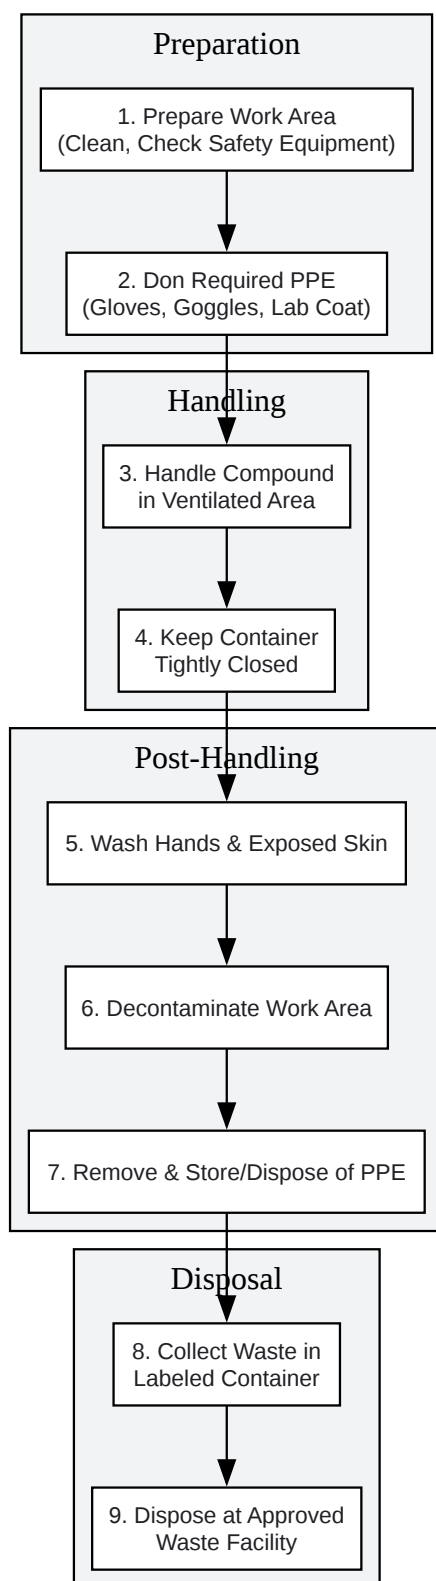 Preparation
1. Prepare Work Area
(Clean, Check Safety Equipment)
2. Don Required PPE
(Gloves, Goggles, Lab Coat)
Handling
3. Handle Compound
in Ventilated Area
4. Keep Container
Tightly Closed
Post-Handling
5. Wash Hands & Exposed Skin
6. Decontaminate Work Area
7. Remove & Store/Dispose of PPE
Disposal
8. Collect Waste in
Labeled Container
9. Dispose at Approved
Waste Facility